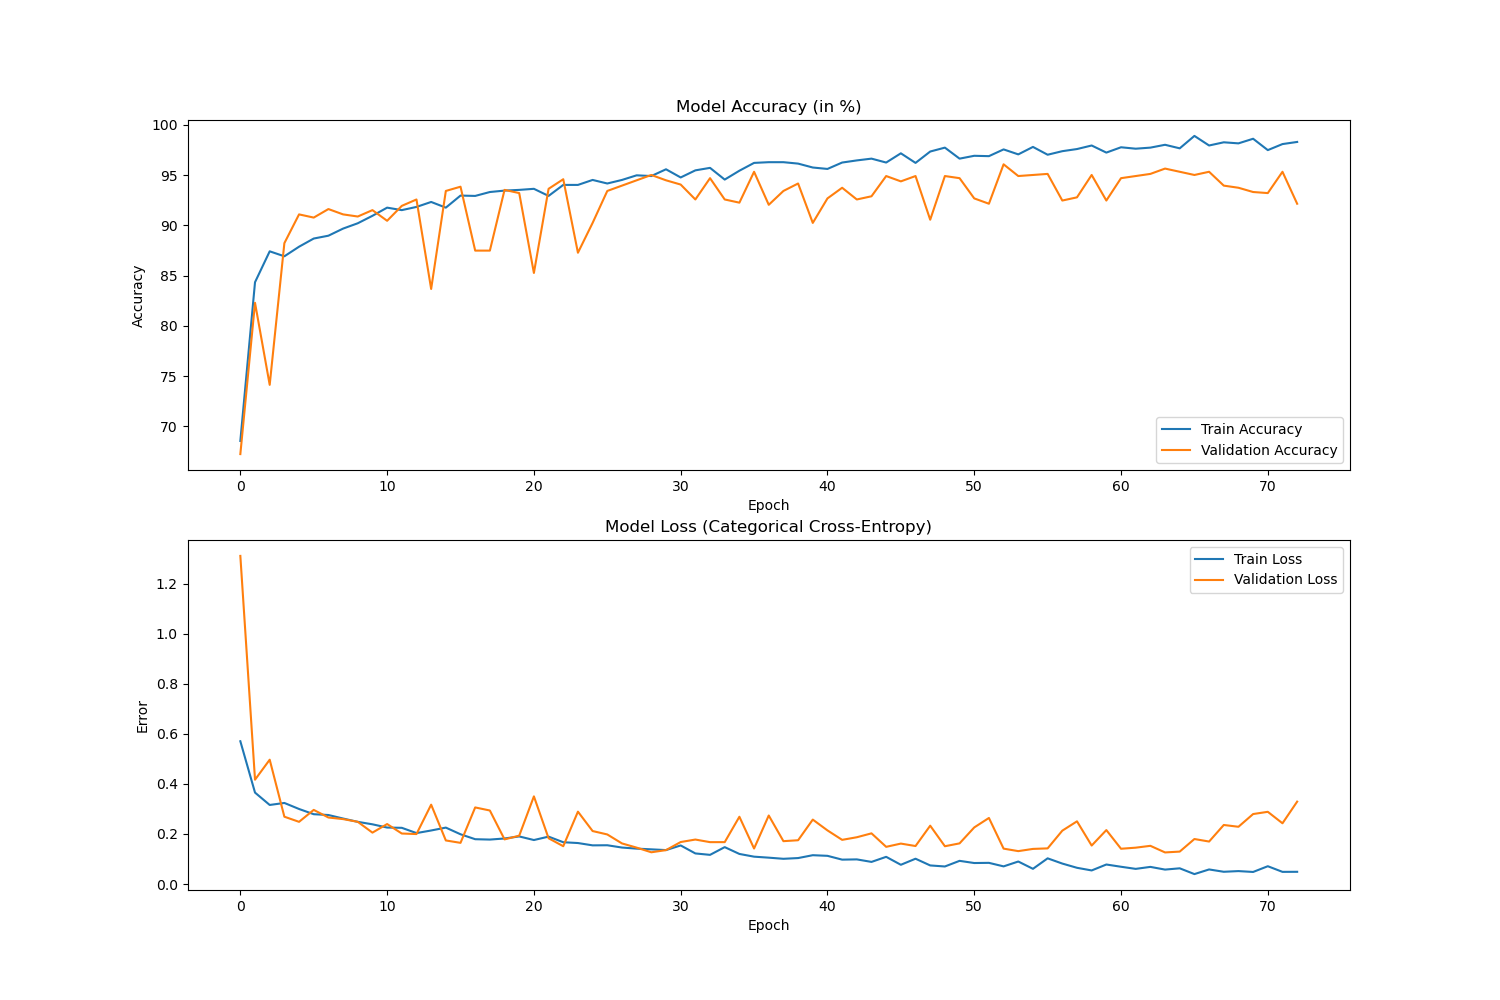 Model Accuracy (in %)
100
95
90
85
80
75
70
Accuracy
Train Accuracy
Validation Accuracy
0 10 20 30 40 50 60 70
Epoch
Model Loss (Categorical Cross-Entropy)
1.2
1.0
0.8
0.6
0.4
0.2
0.0
Error
Train Loss
Validation Loss
0 10 20 30 40 50 60 70
Epoch